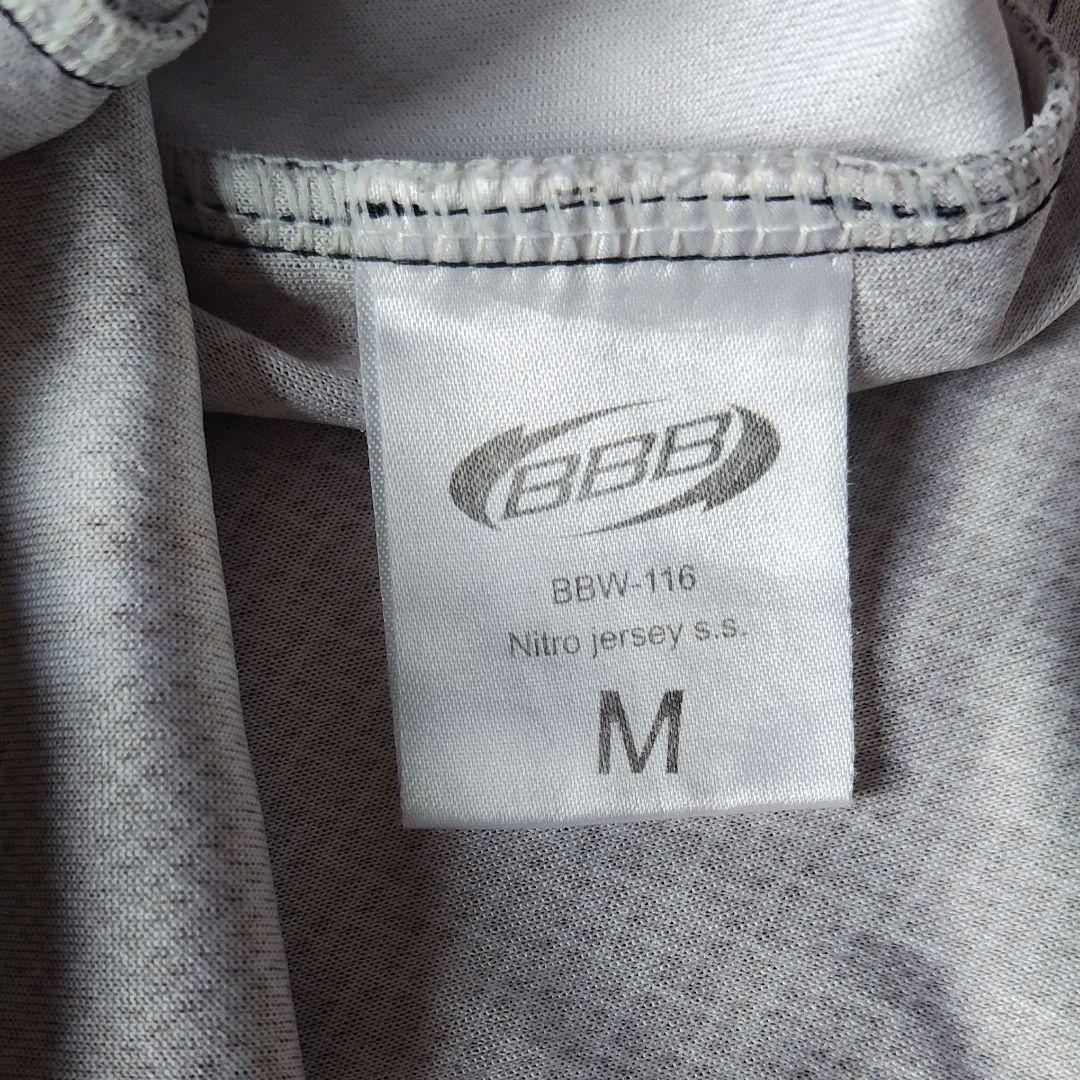 BBB
BBW-116
Nitro jersey s.s.
M